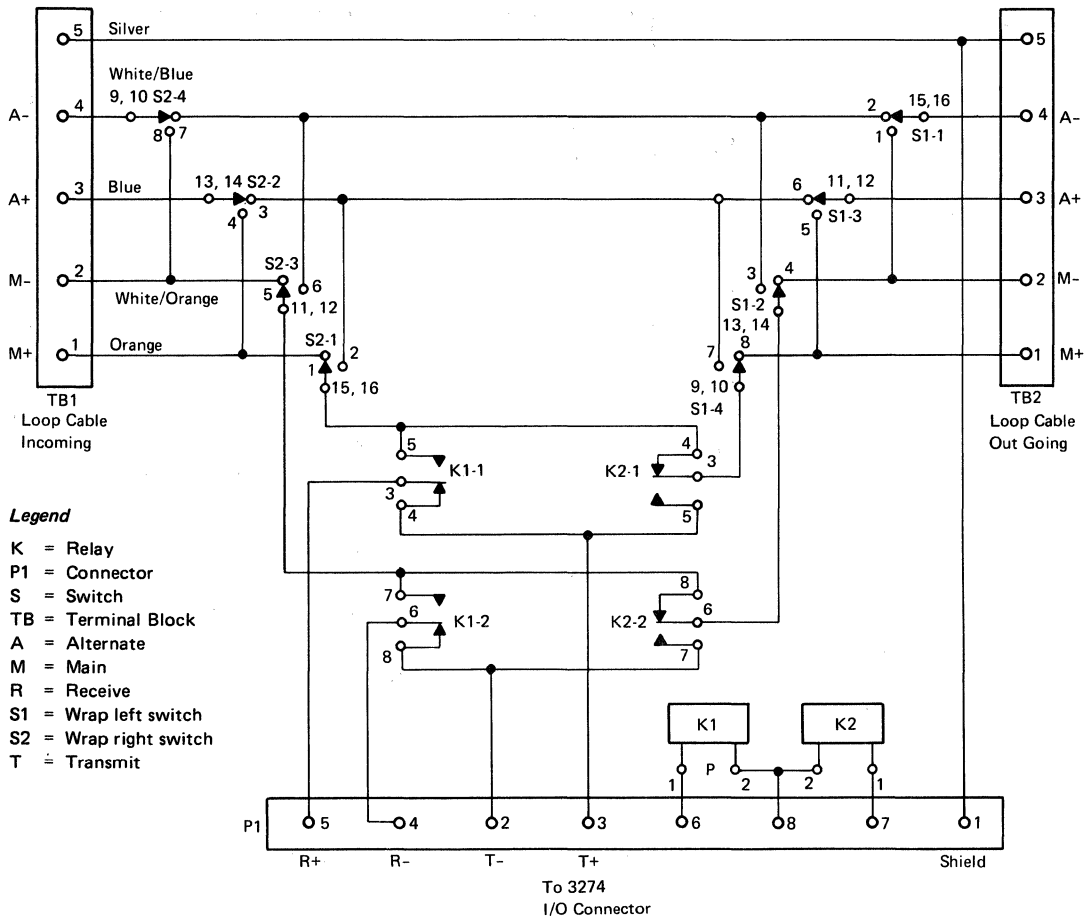 5 Silver 5
White/Blue
9, 10 S2-4 2 15, 16
A- 4 4 A-
8 7 1 S1-1
Blue 13, 14 S2-2 6 11, 12
A+ 3 3 A+
4 3 5 S1-3
S2-3 4
M- 2 3 2 M-
White/Orange 5 6 S1-2
11, 12 13, 14
Orange S2-1 8
M+ 1 2 7 1 M+
1 9, 10
15, 16 S1-4
TB1 TB2
Loop Cable Loop Cable
Incoming Out Going
5 4
K1-1 K2-1 3
3
4 5
Legend
K = Relay
P1 = Connector
S = Switch
TB = Terminal Block
A = Alternate
M = Main
R = Receive
S1 = Wrap left switch
S2 = Wrap right switch
T = Transmit
7 8
6 K1-2 K2-2 6
8 7
K1 K2
P
1 2 2 1
P1 5 4 2 3 6 8 7 1
R+ R- T- T+ Shield
To 3274
I/O Connector